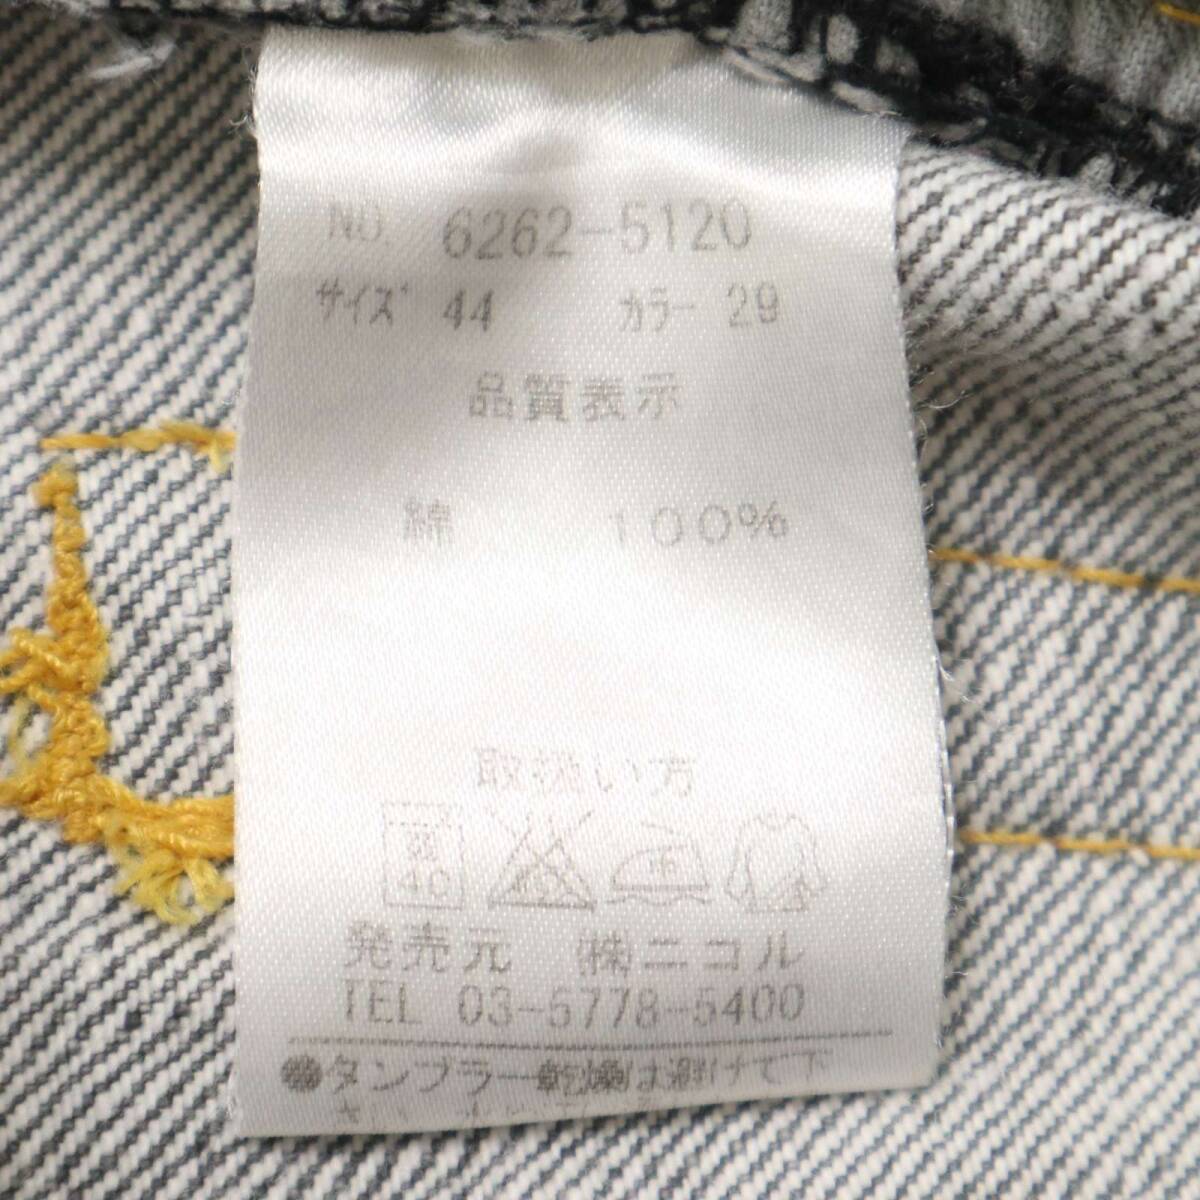 NO. 6262-5120
サイズ 44 カラー 29
品質表示
綿 100%
取扱い方
40
発売元 ㈱ニコル
TEL 03-5778-5400
●タンブラー乾燥は避けて下